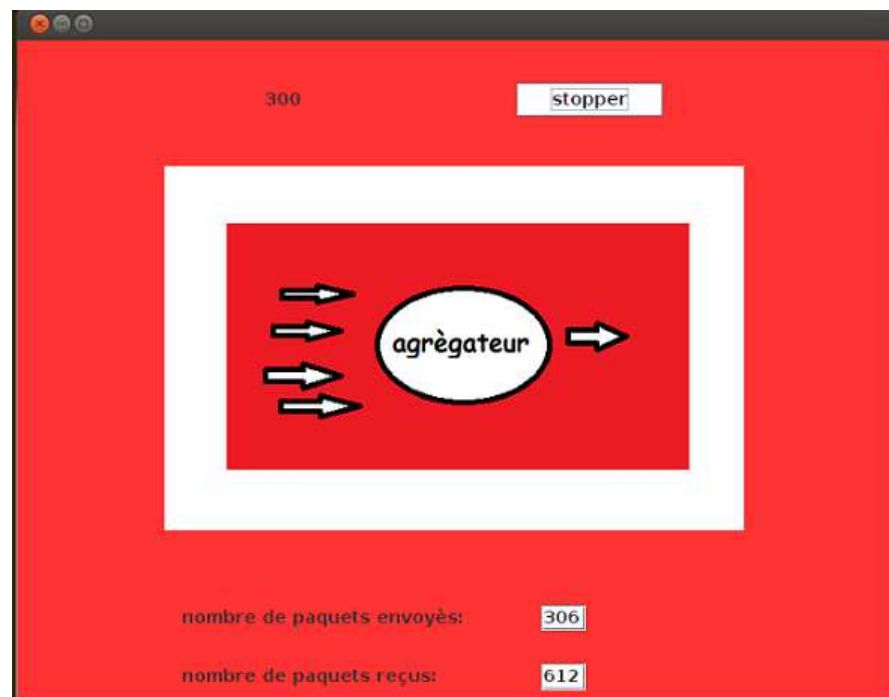 300 stopper
agrègateur
nombre de paquets envoyès: 306
nombre de paquets reçus: 612